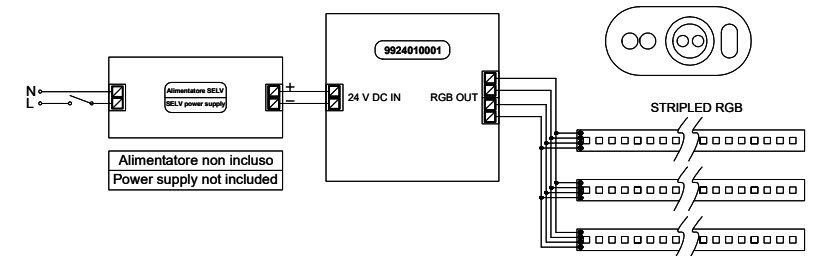 9924010001
N
L
Alimentatore SELV
SELV power supply
+
–
24 V DC IN
RGB OUT
STRIPLED RGB
Alimentatore non incluso
Power supply not included